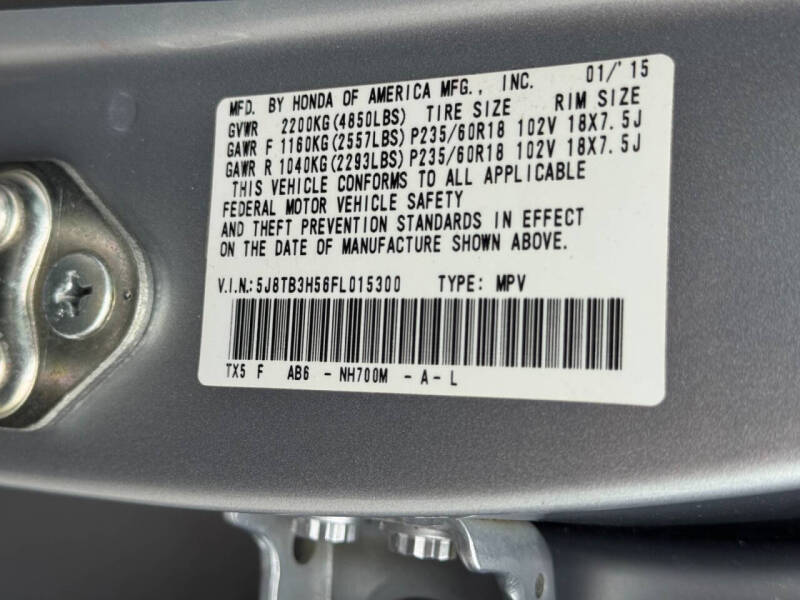 MFD. BY HONDA OF AMERICA MFG., INC. 01/'15
GVWR 2200KG(4850LBS) TIRE SIZE RIM SIZE
GAWR F 1160KG(2557LBS) P235/60R18 102V 18X7.5J
GAWR R 1040KG(2293LBS) P235/60R18 102V 18X7.5J
THIS VEHICLE CONFORMS TO ALL APPLICABLE
FEDERAL MOTOR VEHICLE SAFETY
AND THEFT PREVENTION STANDARDS IN EFFECT
ON THE DATE OF MANUFACTURE SHOWN ABOVE.
V.I.N.:5J8TB3H56FL015300 TYPE: MPV
TX5 F AB6 - NH700M - A - L